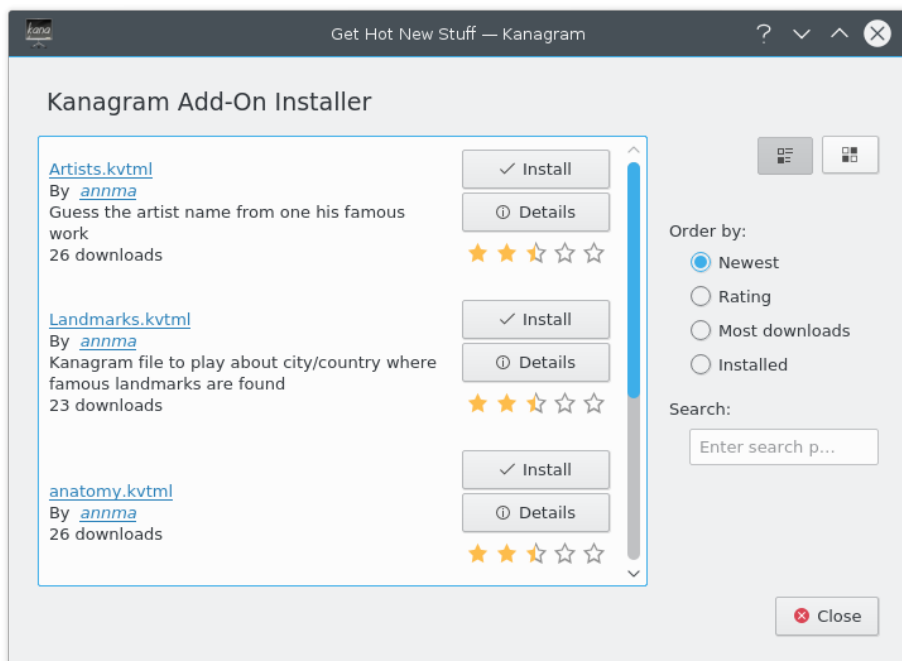 kana
Get Hot New Stuff — Kanagram
?
Kanagram Add-On Installer
Artists.kvtml
By annma
Guess the artist name from one his famous
work
26 downloads
Install
Details
Landmarks.kvtml
By annma
Kanagram file to play about city/country where
famous landmarks are found
23 downloads
Install
Details
anatomy.kvtml
By annma
26 downloads
Install
Details
Order by:
Newest
Rating
Most downloads
Installed
Search:
Enter search p...
Close